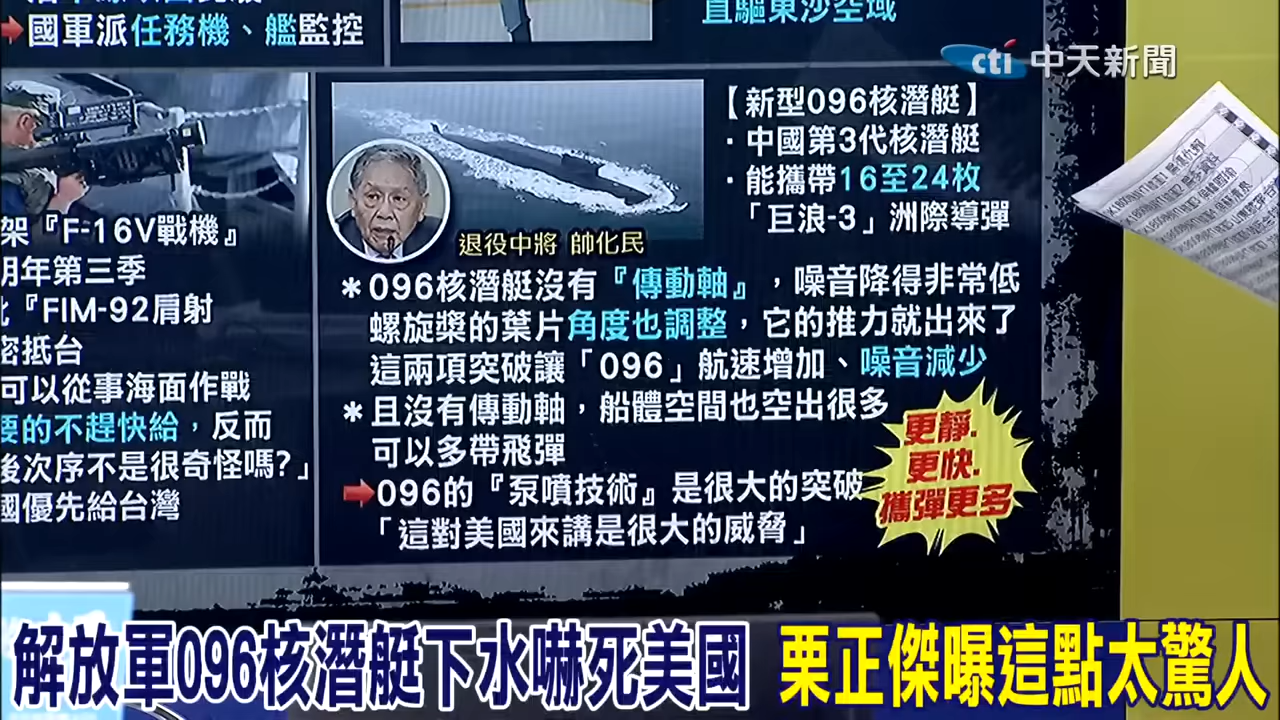 ➡國軍派任務機、艦監控
直驅東沙空域
cti 中天新聞
架『F-16V戰機』
明年第三季
『FIM-92肩射
密抵台
可以從事海面作戰
要的不趕快給，反而
後次序不是很奇怪嗎?」
國優先給台灣
【新型096核潛艇】
·中國第3代核潛艇
·能攜帶16至24枚
「巨浪-3」洲際導彈
退役中將 帥化民
＊096核潛艇沒有『傳動軸』，噪音降得非常低
螺旋槳的葉片角度也調整，它的推力就出來了
這兩項突破讓「096」航速增加、噪音減少
＊且沒有傳動軸，船體空間也空出很多
可以多帶飛彈
➡096的『泵噴技術』是很大的突破
「這對美國來講是很大的威脅」
更靜.
更快.
攜彈更多
解放軍096核潛艇下水嚇死美國 栗正傑曝這點太驚人